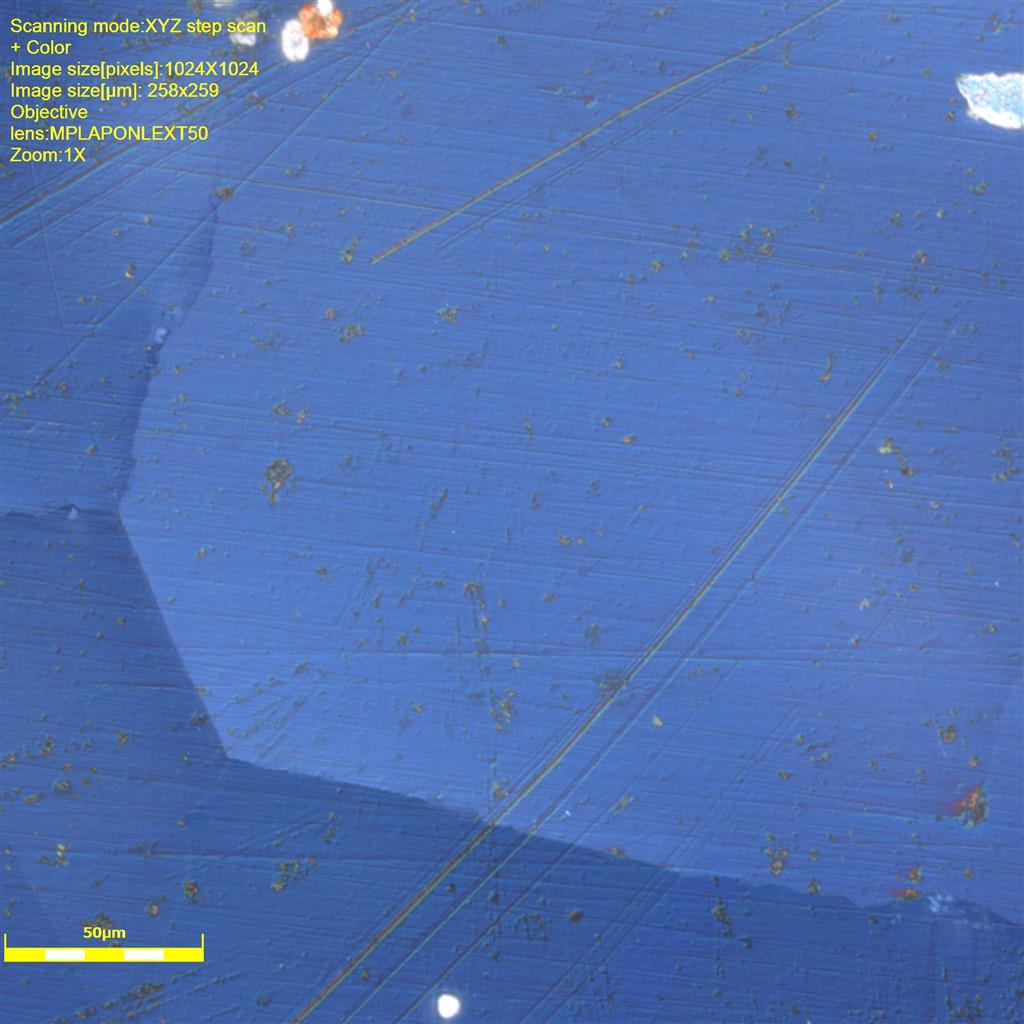 Scanning mode:XYZ step scan
+ Color
Image size[pixels]:1024X1024
Image size[µm]: 258x259
Objective
lens:MPLAPONLEXT50
Zoom:1X
50µm